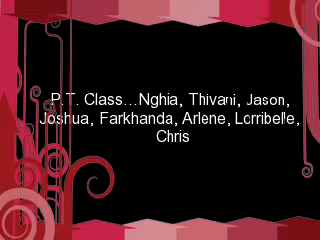 P.T. Class...Nghia, Thivani, Jason,
Joshua, Farkhanda, Arlene, Lorribelle,
Chris